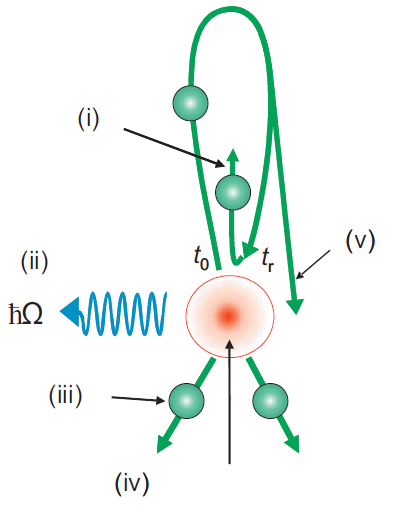 (i)
t₀
tᵣ
(v)
(ii)
ħΩ
(iii)
(iv)